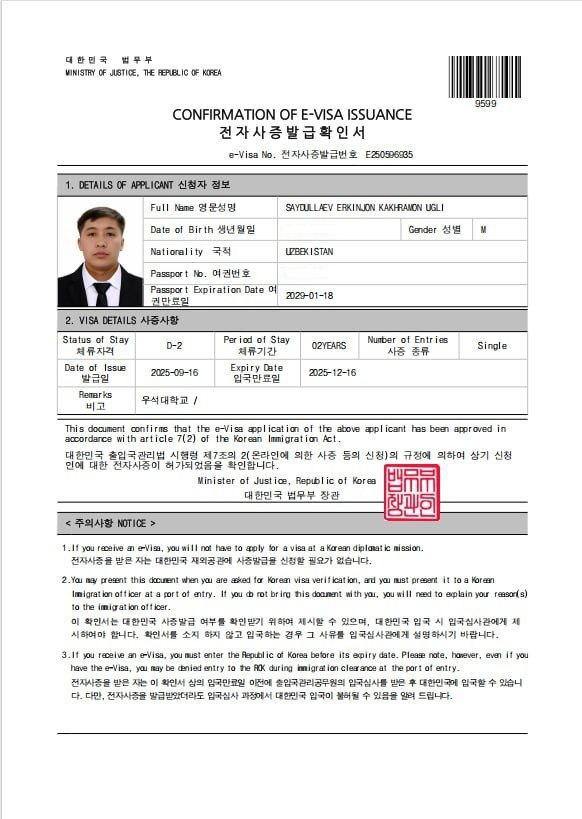 대한민국 법무부
MINISTRY OF JUSTICE, THE REPUBLIC OF KOREA
9599
CONFIRMATION OF E-VISA ISSUANCE
전자사증발급확인서
e-Visa No. 전자사증발급번호 E250596935
1. DETAILS OF APPLICANT 신청자 정보
Full Name 영문성명 SAYDULLAEV ERKINJON KAKHRAMON UGLI
Date of Birth 생년월일 Gender 성별 M
Nationality 국적 UZBEKISTAN
Passport No. 여권번호
Passport Expiration Date 여
권만료일 2029-01-18
2. VISA DETAILS 사증사항
Status of Stay
체류자격 D-2 Period of Stay
체류기간 02YEARS Number of Entries
사증 종류 Single
Date of Issue
발급일 2025-09-16 Expiry Date
입국만료일 2025-12-16
Remarks
비고 우석대학교 /
This document confirms that the e-Visa application of the above applicant has been approved in
accordance with article 7(2) of the Korean Immigration Act.
대한민국 출입국관리법 시행령 제7조의 2(온라인에 의한 사증 등의 신청)의 규정에 의하여 상기 신청
인에 대한 전자사증이 허가되었음을 확인합니다.
Minister of Justice, Republic of Korea
대한민국 법무부 장관
법무부
장관인
< 주의사항 NOTICE >
1.If you receive an e-Visa, you will not have to apply for a visa at a Korean diplomatic mission.
전자사증을 받은 자는 대한민국 재외공관에 사증발급을 신청할 필요가 없습니다.
2.You may present this document when you are asked for Korean visa verification, and you must present it to a Korean
Immigration officer at a port of entry. If you do not bring this document with you, you will need to explain your reason(s)
to the immigration officer.
이 확인서는 대한민국 사증발급 여부를 확인받기 위하여 제시할 수 있으며, 대한민국 입국 시 입국심사관에게 제
시하여야 합니다. 확인서를 소지 하지 않고 입국하는 경우 그 사유를 입국심사관에게 설명하시기 바랍니다.
3.If you receive an e-Visa, you must enter the Republic of Korea before its expiry date. Please note, however, even if you
have the e-Visa, you may be denied entry to the ROK during immigration clearance at the port of entry.
전자사증을 받은 자는 이 확인서 상의 입국만료일 이전에 출입국관리공무원의 입국심사를 받은 후 대한민국에 입국할 수 있습니
다. 다만, 전자사증을 발급받았더라도 입국심사 과정에서 대한민국 입국이 불허될 수 있음을 알려 드립니다.